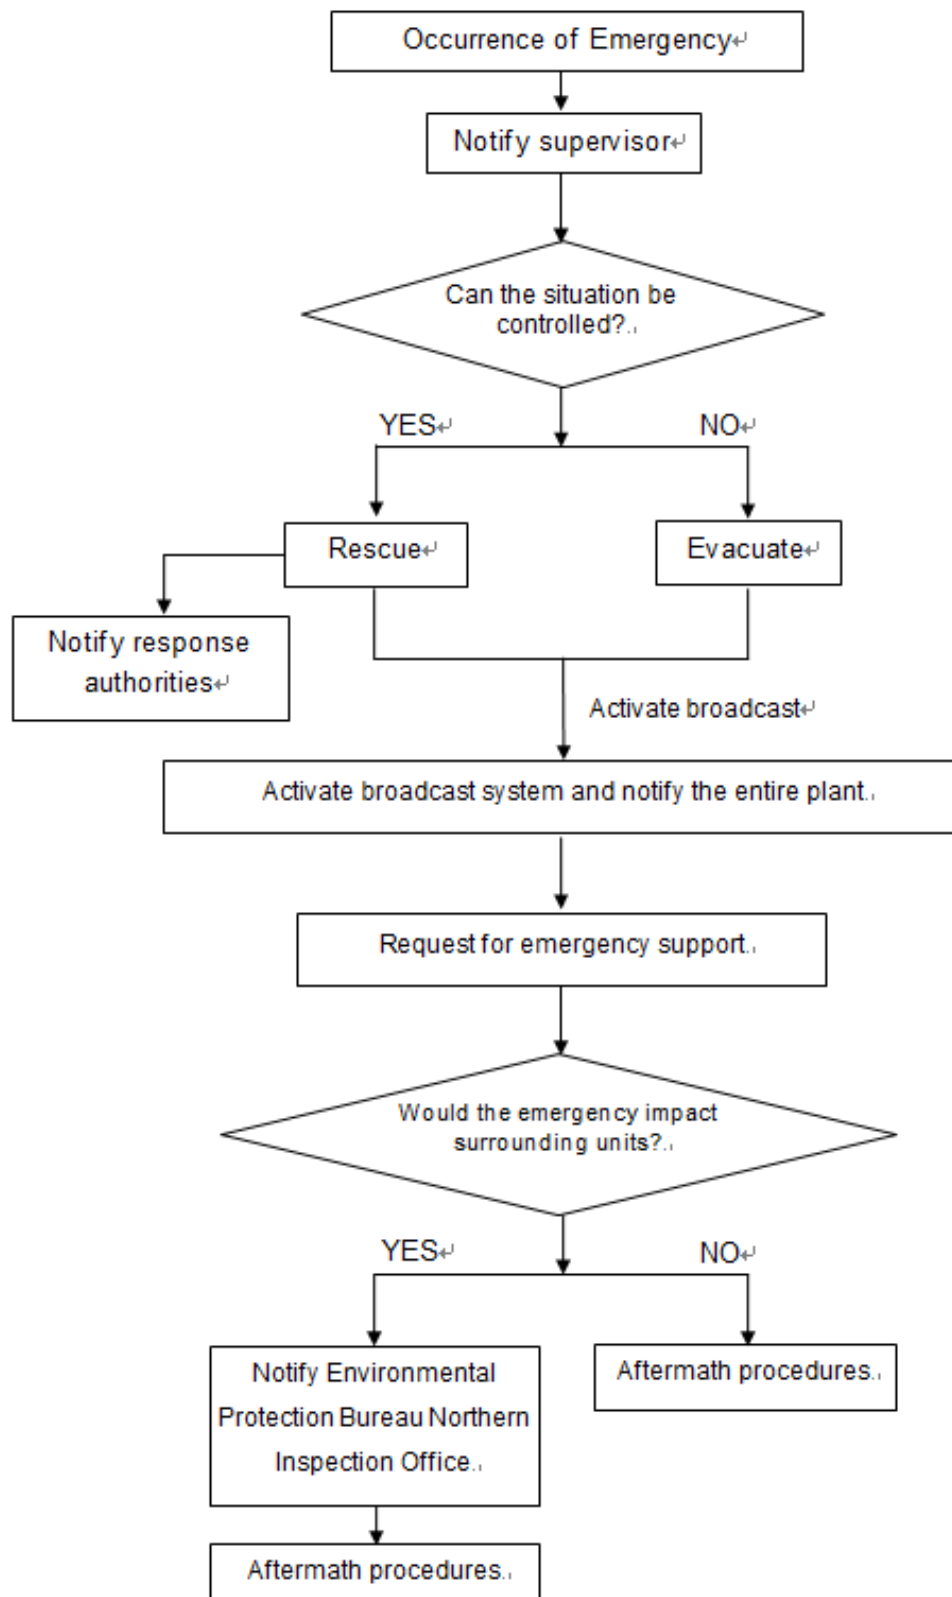 Occurrence of Emergency↵
Notify supervisor↵
Can the situation be
controlled?.
YES↵
NO↵
Rescue↵
Evacuate↵
Notify response
authorities↵
Activate broadcast↵
Activate broadcast system and notify the entire plant.
Request for emergency support.
Would the emergency impact
surrounding units?.
YES↵
NO↵
Notify Environmental
Protection Bureau Northern
Inspection Office.
Aftermath procedures.
Aftermath procedures.